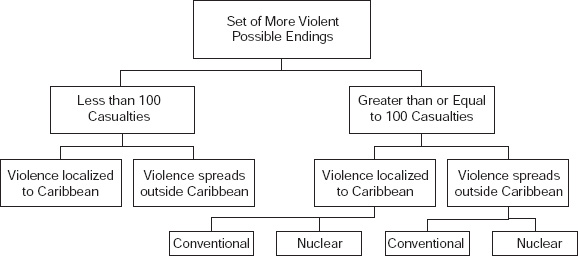 Set of More Violent
Possible Endings
Less than 100
Casualties
Greater than or Equal
to 100 Casualties
Violence localized
to Caribbean
Violence spreads
outside Caribbean
Violence localized
to Caribbean
Violence spreads
outside Caribbean
Conventional
Nuclear
Conventional
Nuclear